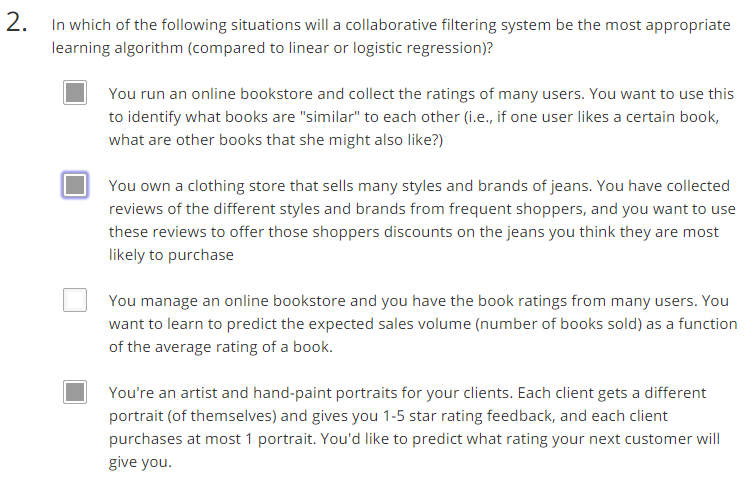 2. In which of the following situations will a collaborative filtering system be the most appropriate
learning algorithm (compared to linear or logistic regression)?
You run an online bookstore and collect the ratings of many users. You want to use this
to identify what books are "similar" to each other (i.e., if one user likes a certain book,
what are other books that she might also like?)
You own a clothing store that sells many styles and brands of jeans. You have collected
reviews of the different styles and brands from frequent shoppers, and you want to use
these reviews to offer those shoppers discounts on the jeans you think they are most
likely to purchase
You manage an online bookstore and you have the book ratings from many users. You
want to learn to predict the expected sales volume (number of books sold) as a function
of the average rating of a book.
You're an artist and hand-paint portraits for your clients. Each client gets a different
portrait (of themselves) and gives you 1-5 star rating feedback, and each client
purchases at most 1 portrait. You'd like to predict what rating your next customer will
give you.